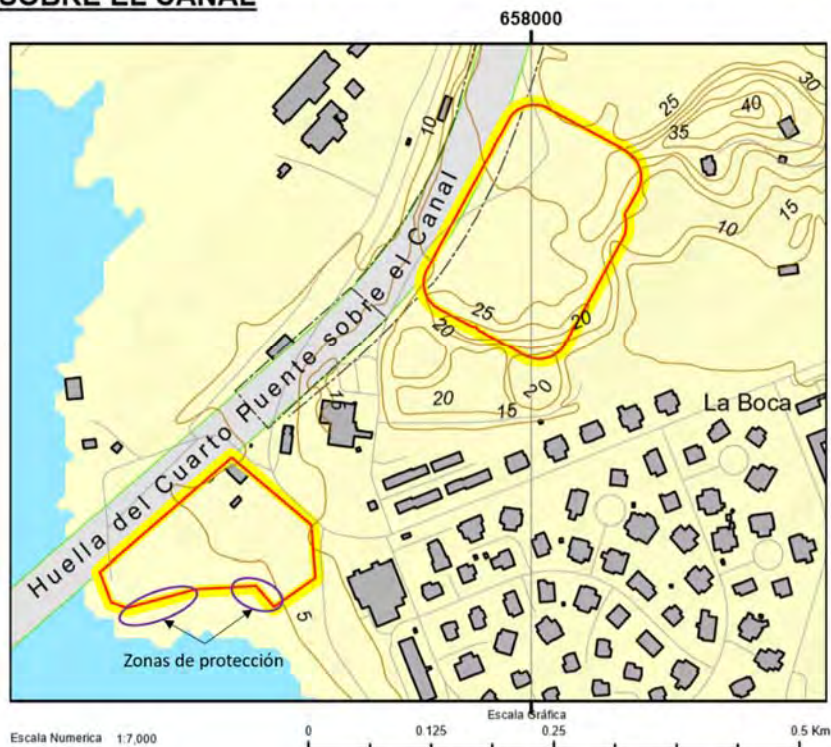 SOBRE EL CANAL
658000
30
25
40
35
10
15
10
Huella del Cuarto Puente sobre el Canal
25
20
20
20
15
20
15
La Boca
5
Zonas de protección
Escala Gráfica
Escala Numerica 1:7,000
0 0.125 0.25 0.5 Km